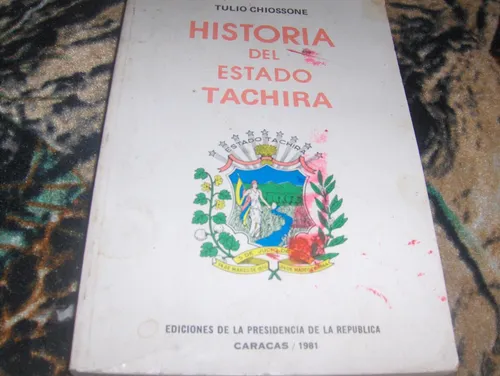 TULIO CHIOSSONE
HISTORIA
DEL
ESTADO
TACHIRA
ESTADO TACHIRA
EDICIONES DE LA PRESIDENCIA DE LA REPUBLICA
CARACAS / 1981